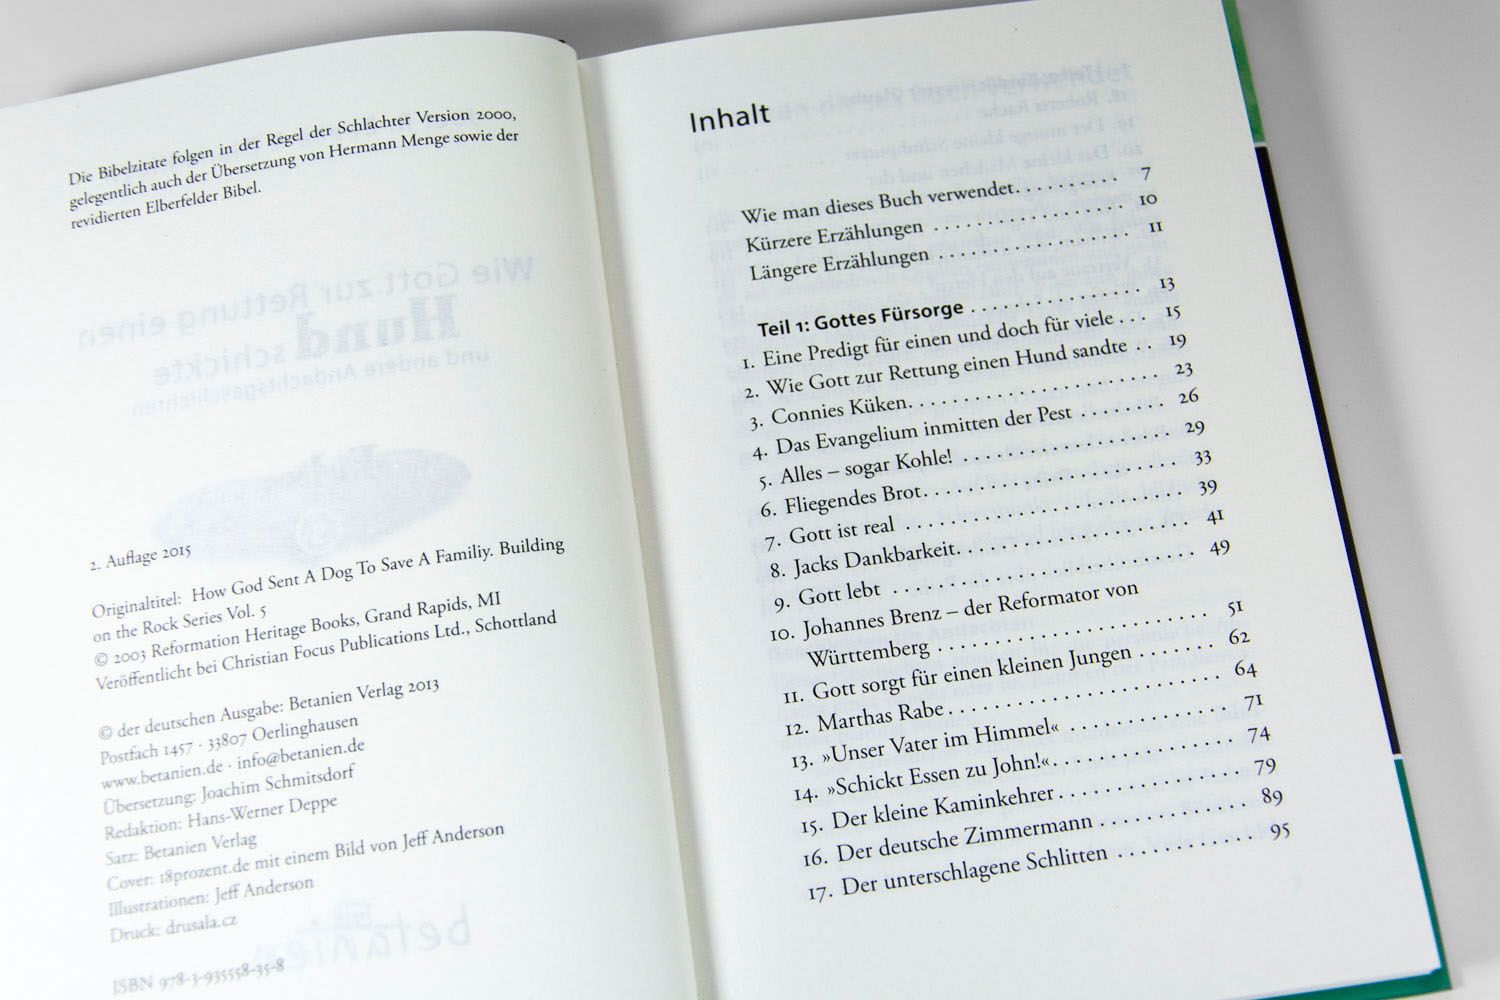 Die Bibelzitate folgen in der Regel der Schlachter Version 2000,
gelegentlich auch der Übersetzung von Hermann Menge sowie der
revidierten Elberfelder Bibel.
Wie Gott zur Rettung einen
Hund schickte
und andere Andachtsgeschichten
2. Auflage 2015
Originaltitel: How God Sent A Dog To Save A Familiy. Building
on the Rock Series Vol. 5
© 2003 Reformation Heritage Books, Grand Rapids, MI
Veröffentlicht bei Christian Focus Publications Ltd., Schottland
© der deutschen Ausgabe: Betanien Verlag 2013
Postfach 1457 · 33807 Oerlinghausen
www.betanien.de · info@betanien.de
Übersetzung: Joachim Schmitsdorf
Redaktion: Hans-Werner Deppe
Satz: Betanien Verlag
Cover: 18prozent.de mit einem Bild von Jeff Anderson
Illustrationen: Jeff Anderson
Druck: drusala.cz
betanien
ISBN 978-3-935558-35-8
Inhalt
Wie man dieses Buch verwendet. . . . . . . . . . 7
Kürzere Erzählungen . . . . . . . . . . . . . . . . . . 10
Längere Erzählungen . . . . . . . . . . . . . . . . . . 11
Teil 1: Gottes Fürsorge . . . . . . . . . . . . . . . . 13
1. Eine Predigt für einen und doch für viele . . . 15
2. Wie Gott zur Rettung einen Hund sandte . . 19
3. Connies Küken. . . . . . . . . . . . . . . . . . . . . 23
4. Das Evangelium inmitten der Pest . . . . . . . . 26
5. Alles – sogar Kohle! . . . . . . . . . . . . . . . . . 29
6. Fliegendes Brot. . . . . . . . . . . . . . . . . . . . . 33
7. Gott ist real . . . . . . . . . . . . . . . . . . . . . . . 39
8. Jacks Dankbarkeit. . . . . . . . . . . . . . . . . . . 41
9. Gott lebt . . . . . . . . . . . . . . . . . . . . . . . . . 49
10. Johannes Brenz – der Reformator von
Württemberg . . . . . . . . . . . . . . . . . . . . . . 51
11. Gott sorgt für einen kleinen Jungen . . . . . . . 62
12. Marthas Rabe . . . . . . . . . . . . . . . . . . . . . . 64
13. »Unser Vater im Himmel« . . . . . . . . . . . . . 71
14. »Schickt Essen zu John!«. . . . . . . . . . . . . . . 74
15. Der kleine Kaminkehrer . . . . . . . . . . . . . . . 79
16. Der deutsche Zimmermann . . . . . . . . . . . . 89
17. Der unterschlagene Schlitten . . . . . . . . . . . 95